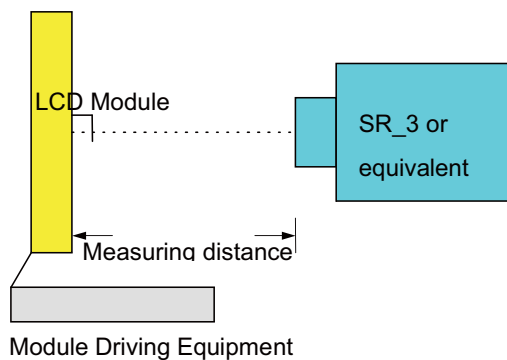 LCD Module
SR_3 or
equivalent
Measuring distance
Module Driving Equipment